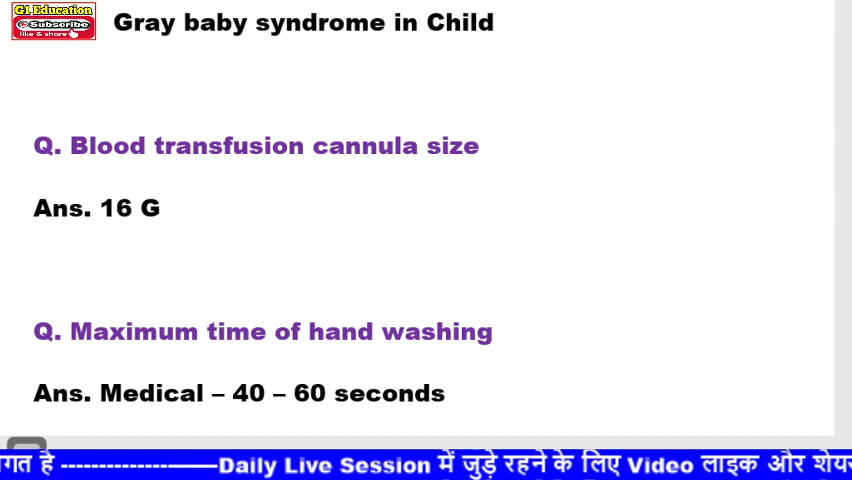 G1 Education
Subscribe
like & share
Gray baby syndrome in Child
Q. Blood transfusion cannula size
Ans. 16 G
Q. Maximum time of hand washing
Ans. Medical – 40 – 60 seconds
गत है ---------------——Daily Live Session में जुड़े रहने के लिए Video लाइक और शेयर